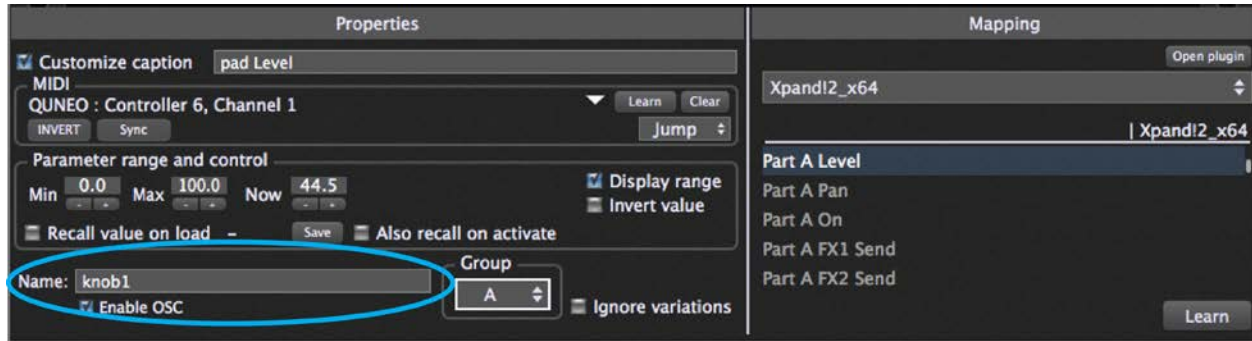 Properties
Customize caption pad Level
MIDI
QUNEO : Controller 6, Channel 1 Learn Clear
INVERT Sync Jump
Parameter range and control
Min 0.0 Max 100.0 Now 44.5 Display range
- + - + - + Invert value
Recall value on load – Save Also recall on activate
Name: knob1 Group
Enable OSC A Ignore variations
Mapping
Open plugin
Xpand!2_x64
| Xpand!2_x64
Part A Level
Part A Pan
Part A On
Part A FX1 Send
Part A FX2 Send
Learn